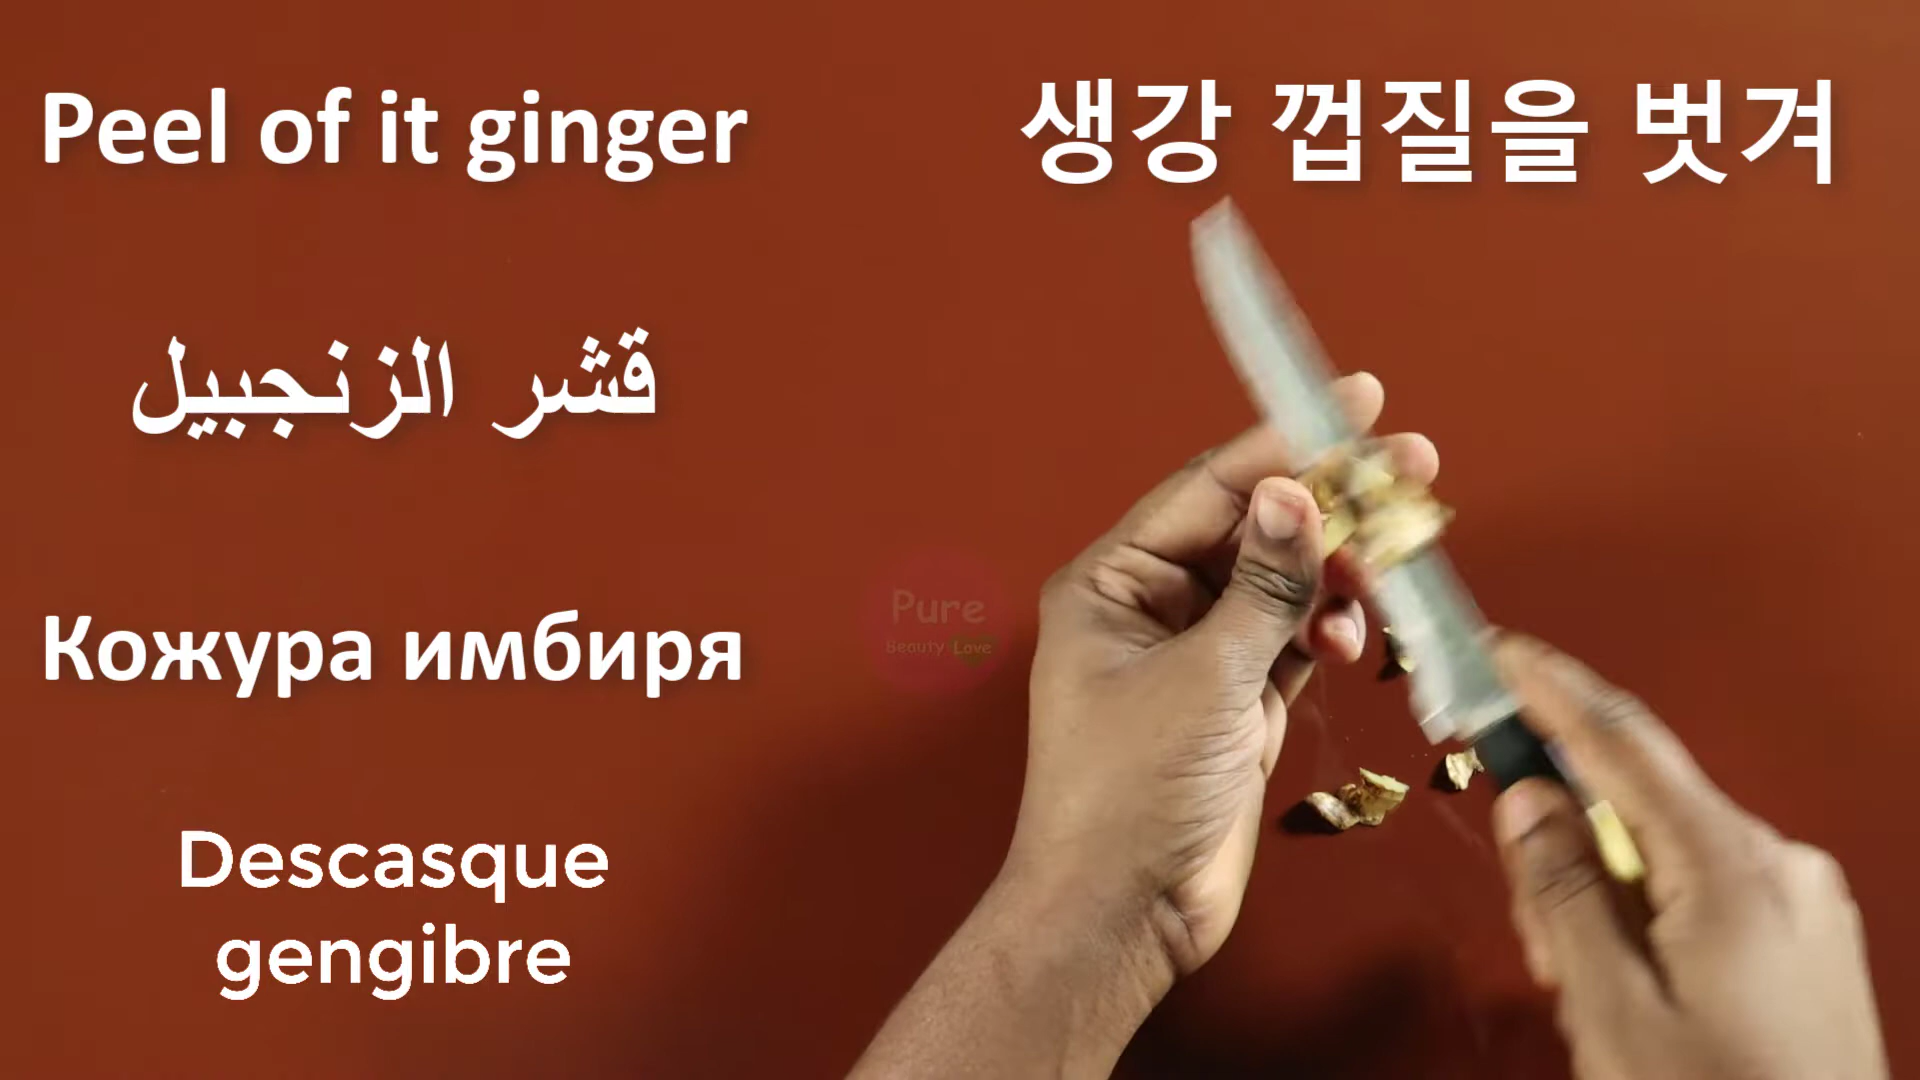 Peel of it ginger
생강 껍질을 벗겨
قشر الزنجبيل
Кожура имбиря
Descasque
gengibre
Pure
Beauty Love